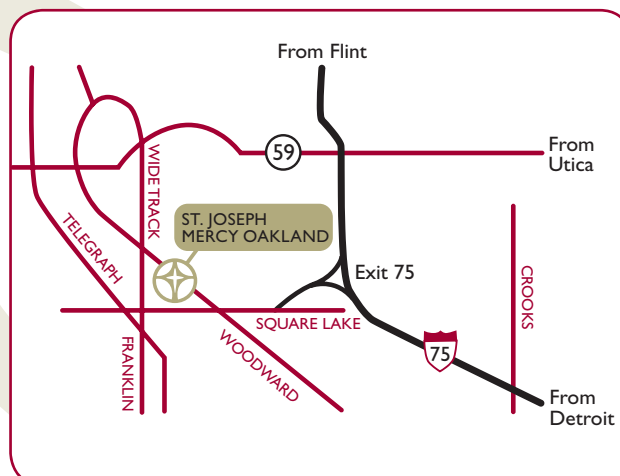 From Flint
59
From
Utica
WIDE TRACK
ST. JOSEPH
MERCY OAKLAND
TELEGRAPH
Exit 75
CROOKS
SQUARE LAKE
FRANKLIN
WOODWARD
75
From
Detroit